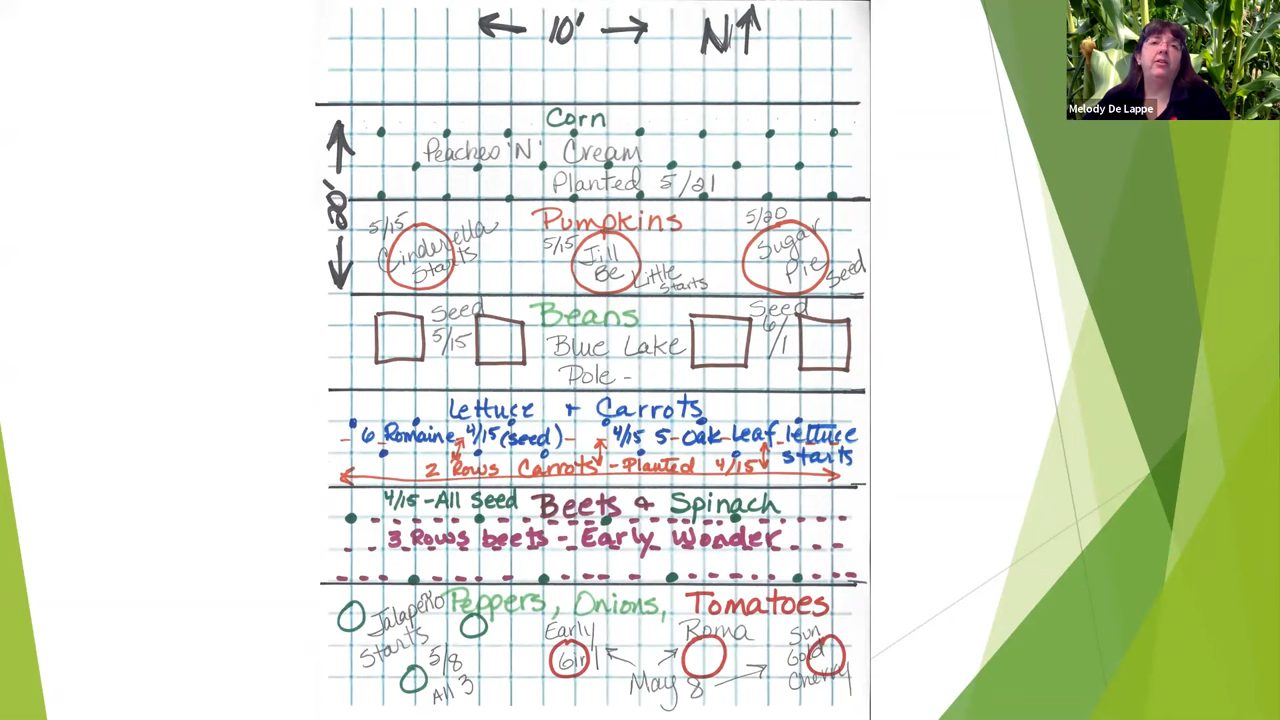 10' N
Melody De Lappe
20'
Corn
Peaches 'N' Cream
Planted 5/21
Pumpkins
5/15 Cinderella Starts
5/15 Jill Be Little Starts
5/20 Sugar Pie Seed
Beans
Seed 5/15
Blue Lake
Pole -
Seed 6/1
Lettuce + Carrots
6 Romaine 4/15 (seed) 4/15 5 - Oak Leaf lettuce starts
2 Rows Carrots - Planted 4/15
4/15 - All Seed Beets & Spinach
3 Rows beets - Early Wonder
Peppers, Onions, Tomatoes
Jalapeño Starts
5/8
All 3
Early Girl
Roma
Sun Gold Cherry
May 8